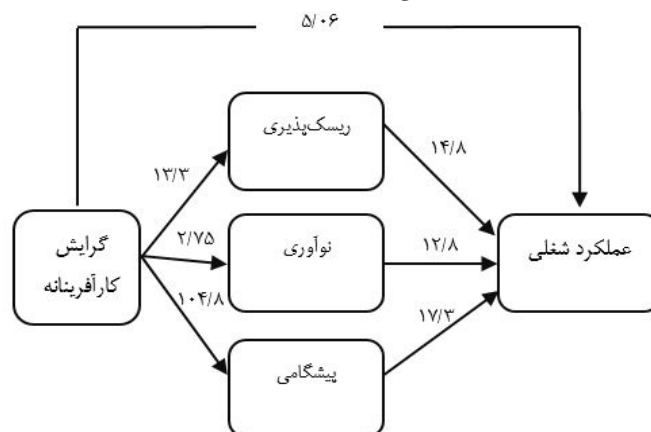 ۵/۰۶
ریسک‌پذیری
۱۴/۸
۱۳/۳
گرایش
کارآفرینانه
۲/۷۵
نوآوری
۱۲/۸
عملکرد شغلی
۱۰۴/۸
۱۷/۳
پیشگامی